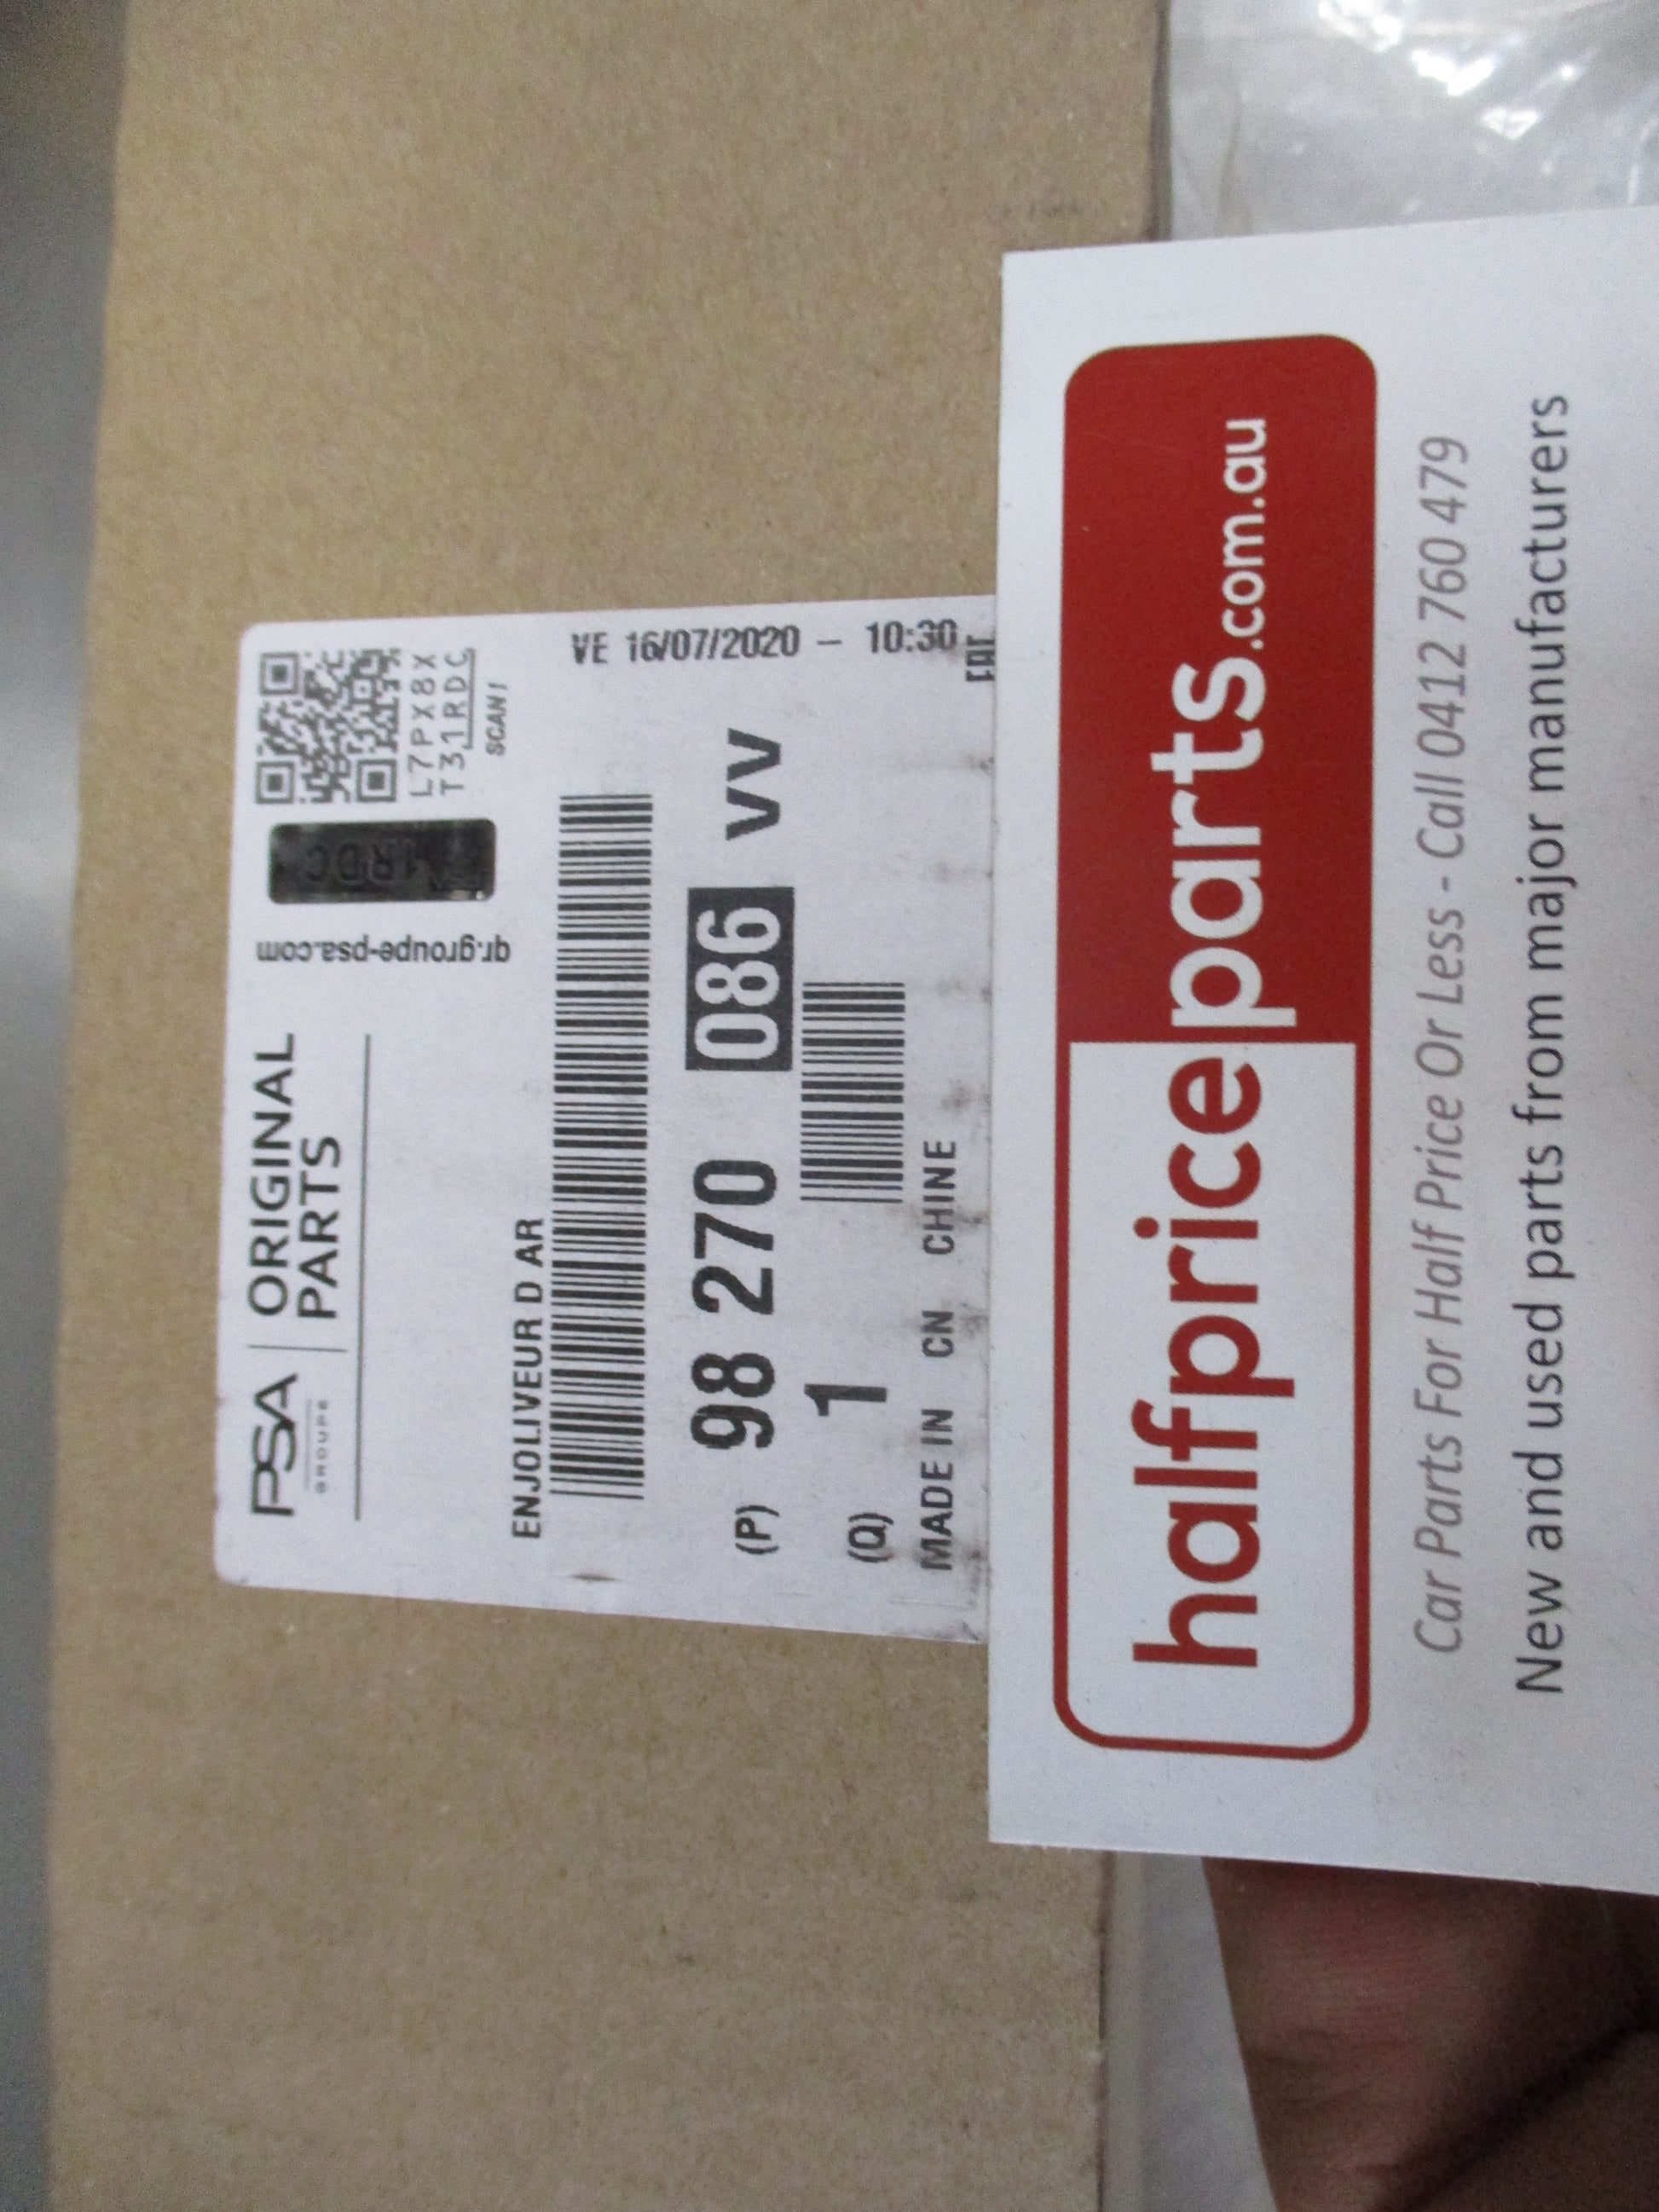 PSA
GROUPE
ORIGINAL
PARTS
qr.groupe-psa.com
1RDC
L7PX8X
T31RDC
SCAN!
ENJOLIVEUR D AR
VE 16/07/2020 – 10:30
(P) 98 270 086 VV
(Q) 1
MADE IN CN CHINE
EAC
halfpriceparts.com.au
Car Parts For Half Price Or Less - Call 0412 760 479
New and used parts from major manufacturers